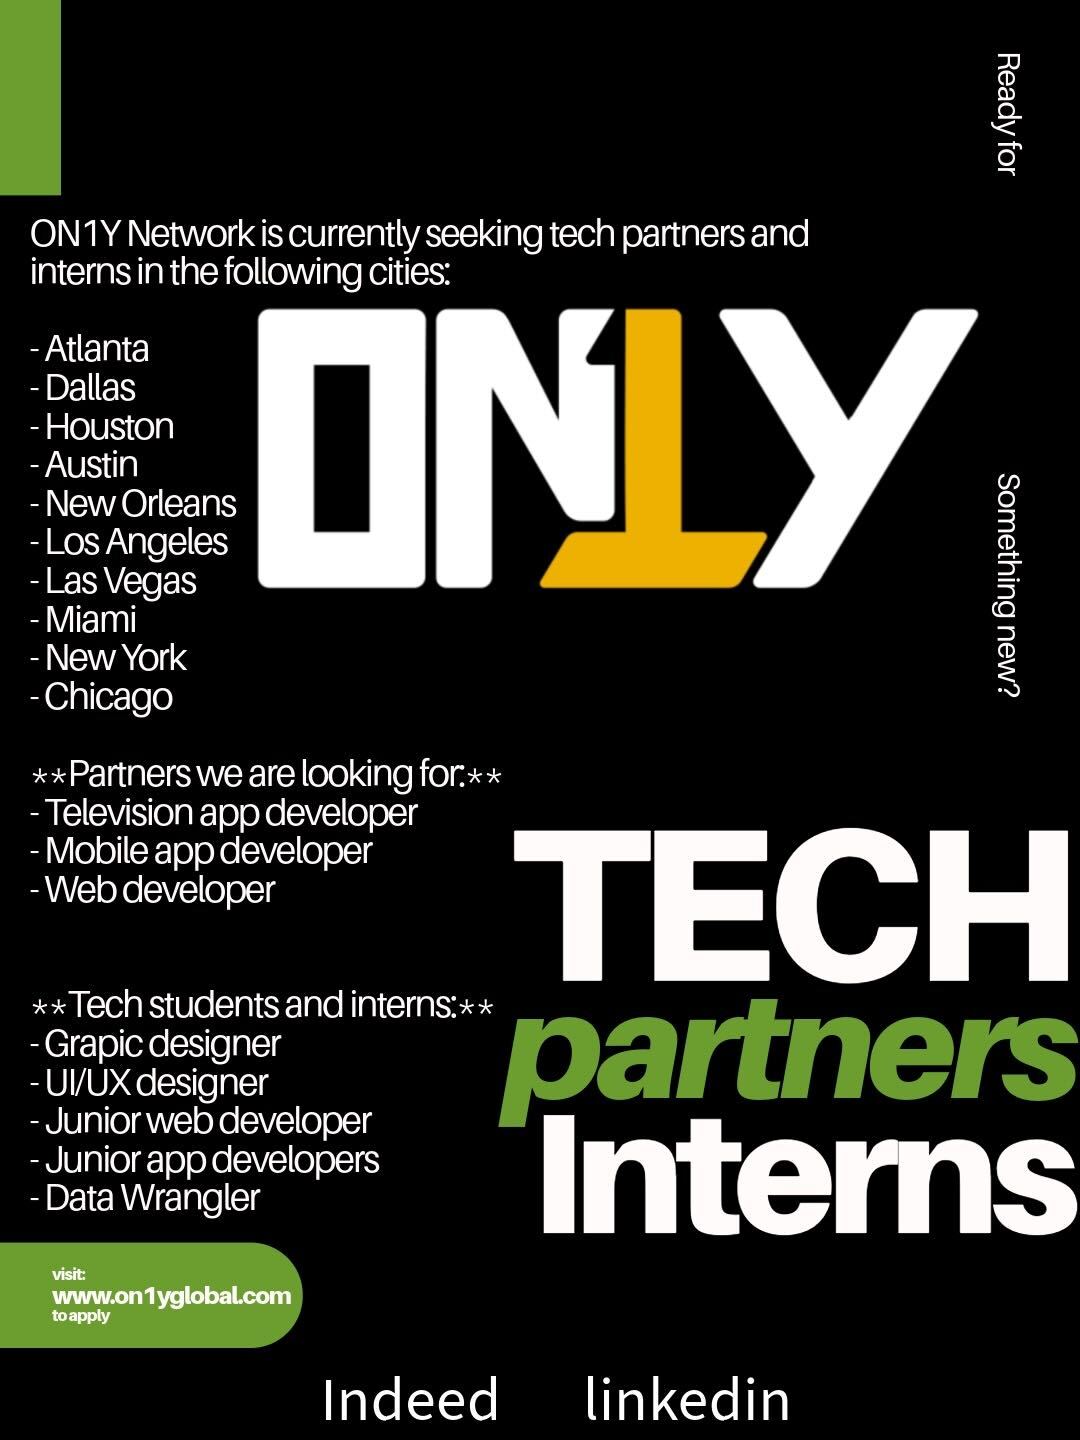 Ready for
ON1Y Network is currently seeking tech partners and
interns in the following cities:
- Atlanta
- Dallas
- Houston
- Austin
- New Orleans
- Los Angeles
- Las Vegas
- Miami
- New York
- Chicago
ON1Y
Something new?
**Partners we are looking for:**
- Television app developer
- Mobile app developer
- Web developer
**Tech students and interns:**
- Grapic designer
- UI/UX designer
- Junior web developer
- Junior app developers
- Data Wrangler
TECH
partners
Interns
visit:
www.on1yglobal.com
to apply
Indeed linkedin